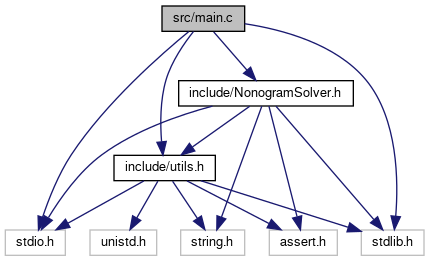 src/main.c
include/NonogramSolver.h
include/utils.h
stdio.h
unistd.h
string.h
assert.h
stdlib.h